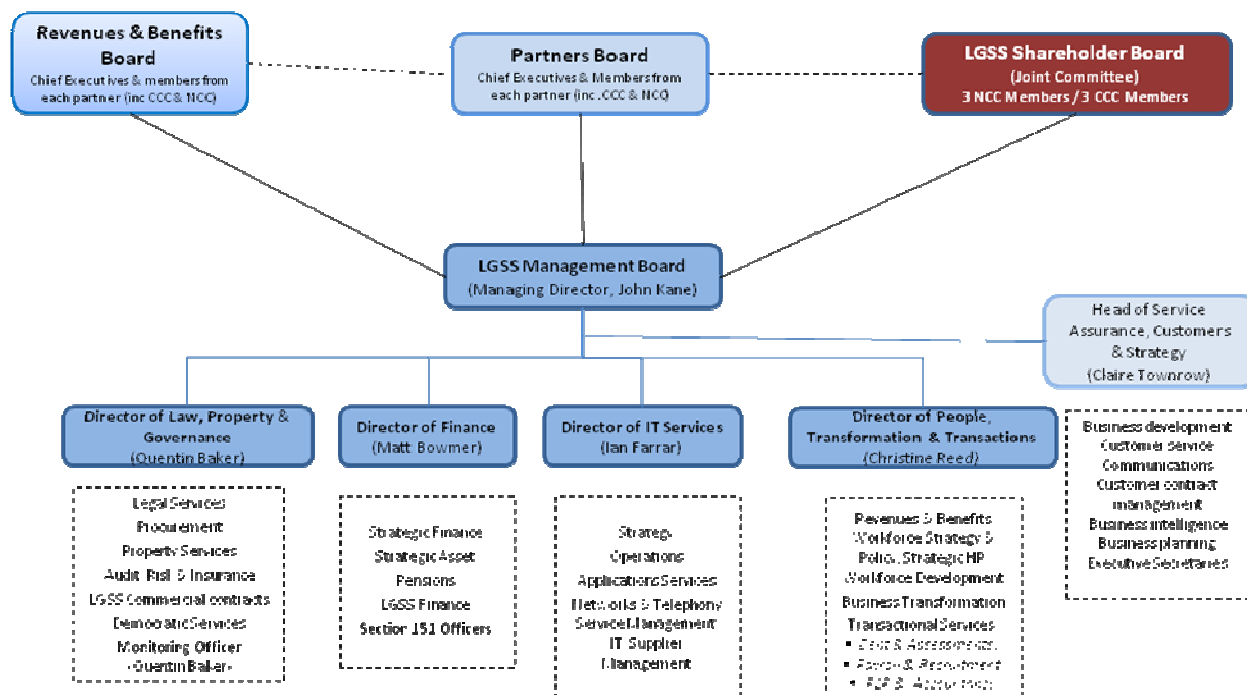 Revenues & Benefits
Board
Chief Executives & members from
each partner (inc CCC & NCC)
Partners Board
Chief Executives & Members from
each partner (inc. CCC & NCC)
LGSS Shareholder Board
(Joint Committee)
3 NCC Members / 3 CCC Members
LGSS Management Board
(Managing Director, John Kane)
Head of Service
Assurance, Customers
& Strategy
(Claire Townrow)
Director of Law, Property &
Governance
(Quentin Baker)
Director of Finance
(Matt Bowmer)
Director of IT Services
(Ian Farrar)
Director of People,
Transformation & Transactions
(Christine Reed)
Legal Services
Procurement
Property Services
Audit Risk & Insurance
LGSS Commercial contracts
Democratic Services
Monitoring Officer
Quentin Baker
Strategic Finance
Strategic Asset
Pensions
LGSS Finance
Section 151 Officers
Strategy
Operations
Applications Services
Networks & Telephony
Service Management
IT Supplier
Management
Revenues & Benefits
Workforce Strategy &
Policy, Strategic HR
Workforce Development
Business Transformation
Transactional Services
▪ Debt & Assessments,
▪ Payroll & Recruitment
▪ P2P &
Business development
Customer service
Communications
Customer contract
management
Business intelligence
Business planning
Executive Secretaries